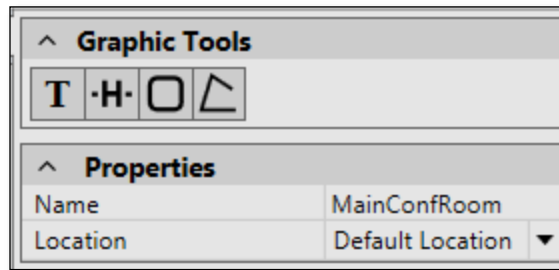 Graphic Tools
T ·H·
Properties
Name MainConfRoom
Location Default Location